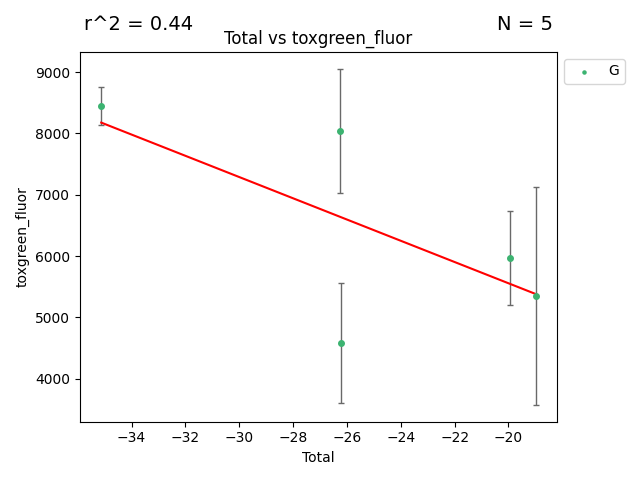 r^2 = 0.44
N = 5
Total vs toxgreen_fluor
G
9000
8000
7000
6000
5000
4000
toxgreen_fluor
−34
−32
−30
−28
−26
−24
−22
−20
Total